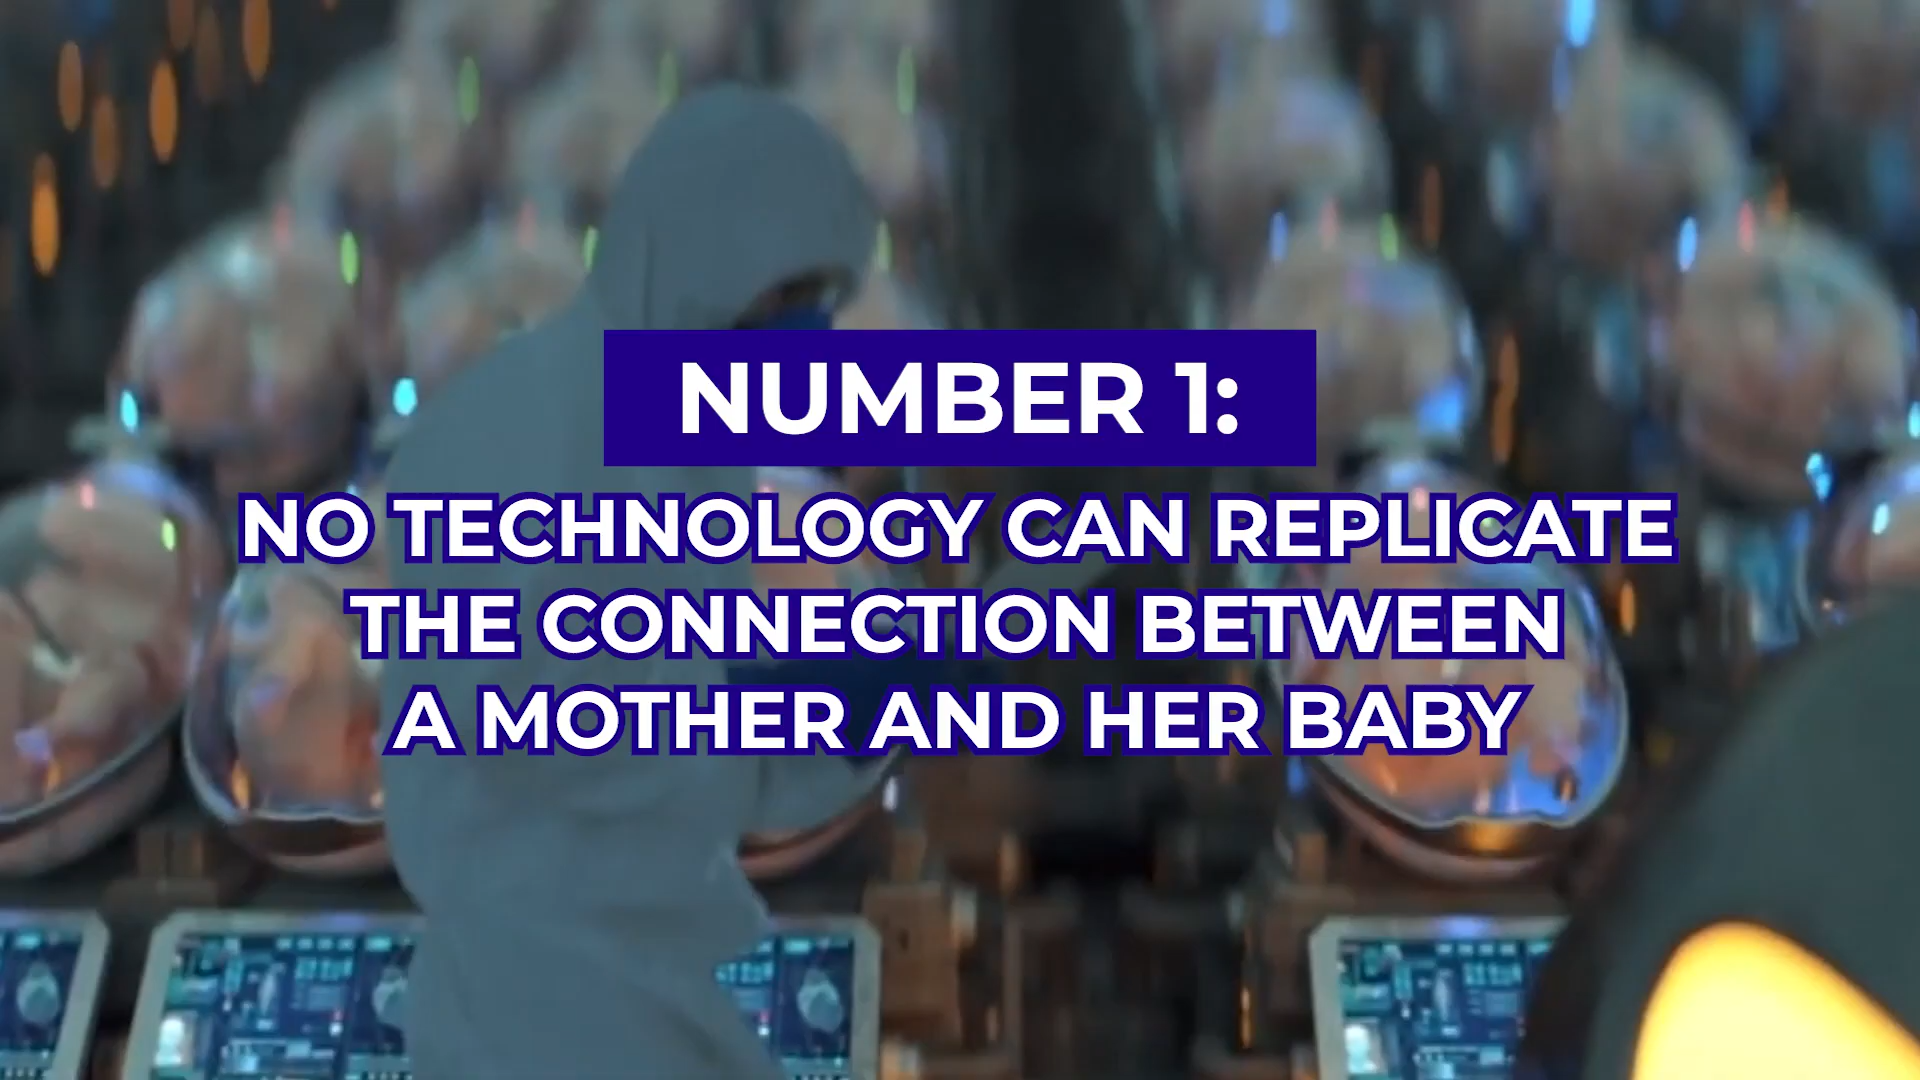 NUMBER 1:
NO TECHNOLOGY CAN REPLICATE
THE CONNECTION BETWEEN
A MOTHER AND HER BABY